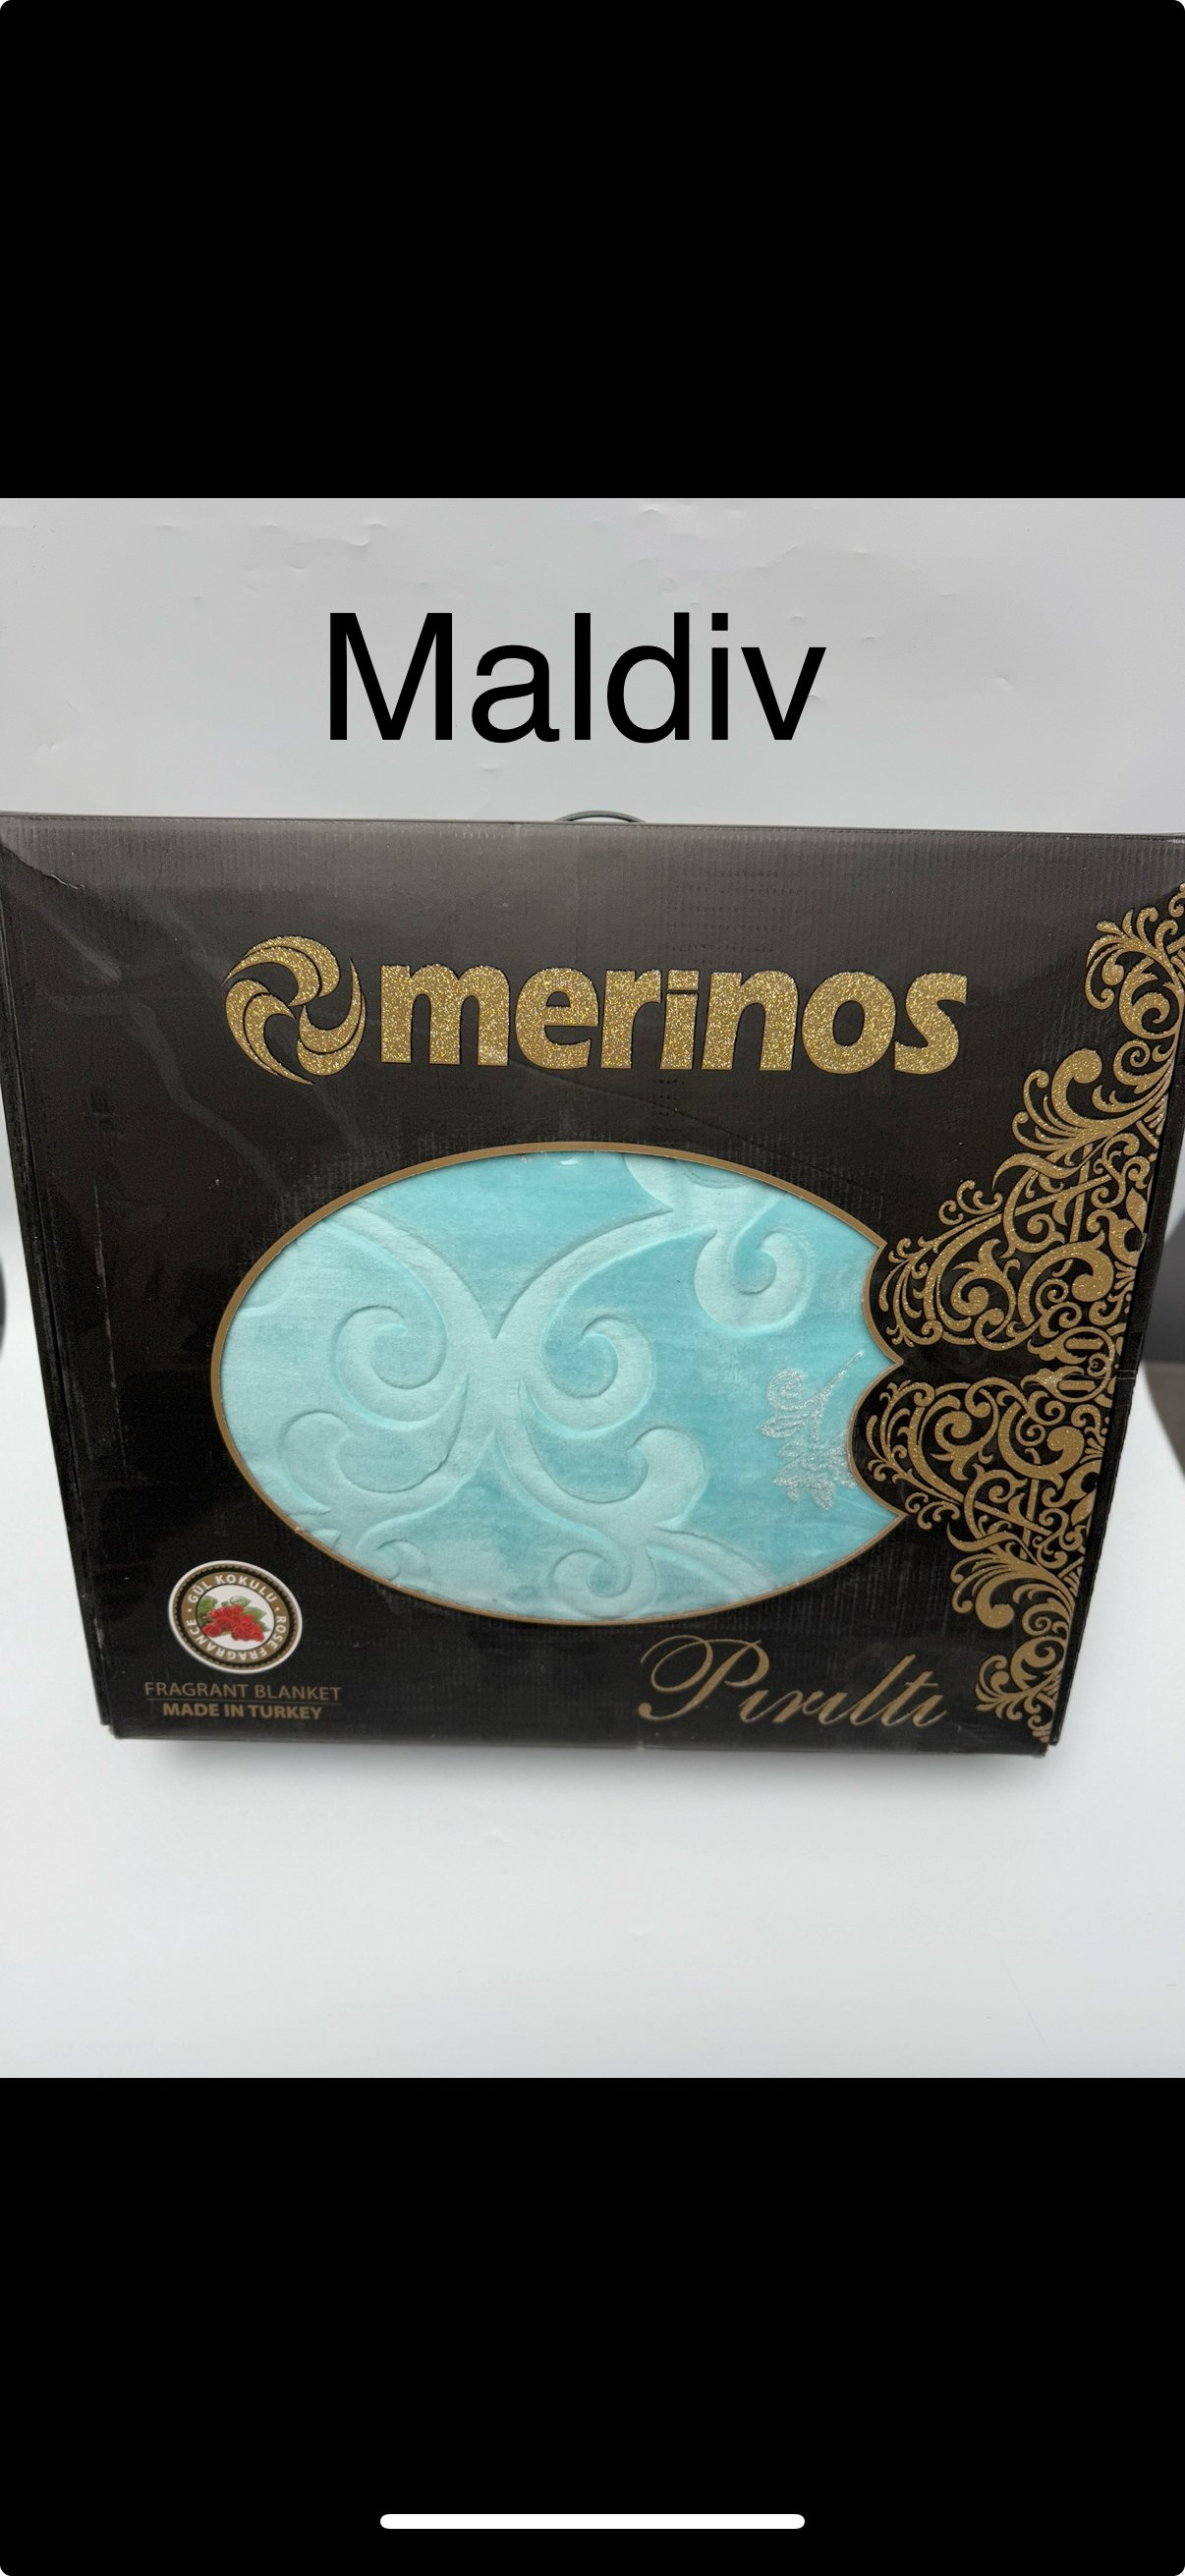 Maldiv
merinos
GÜL KOKULU • ROSE FRAGRANCE •
FRAGRANT BLANKET
MADE IN TURKEY
Pırıltı